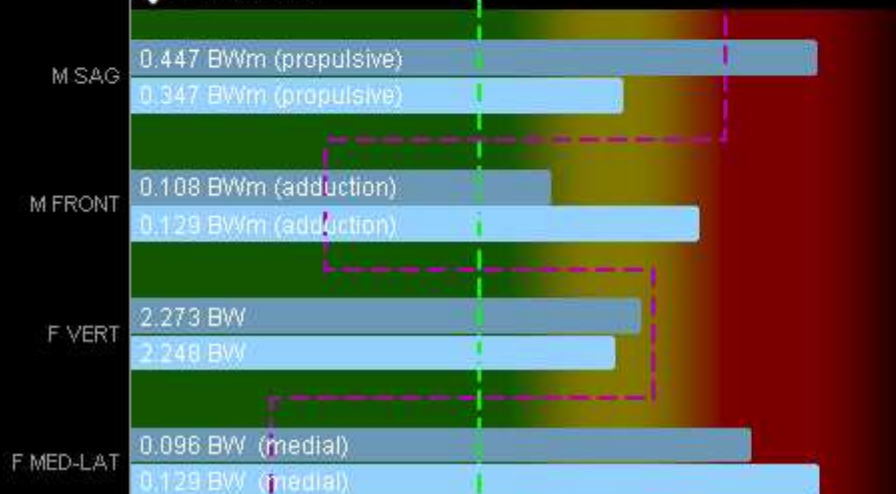 M SAG
0.447 BWm (propulsive)
0.347 BWm (propulsive)
M FRONT
0.108 BWm (adduction)
0.129 BWm (adduction)
F VERT
2.273 BW
2.248 BW
F MED-LAT
0.096 BW (medial)
0.129 BW (medial)